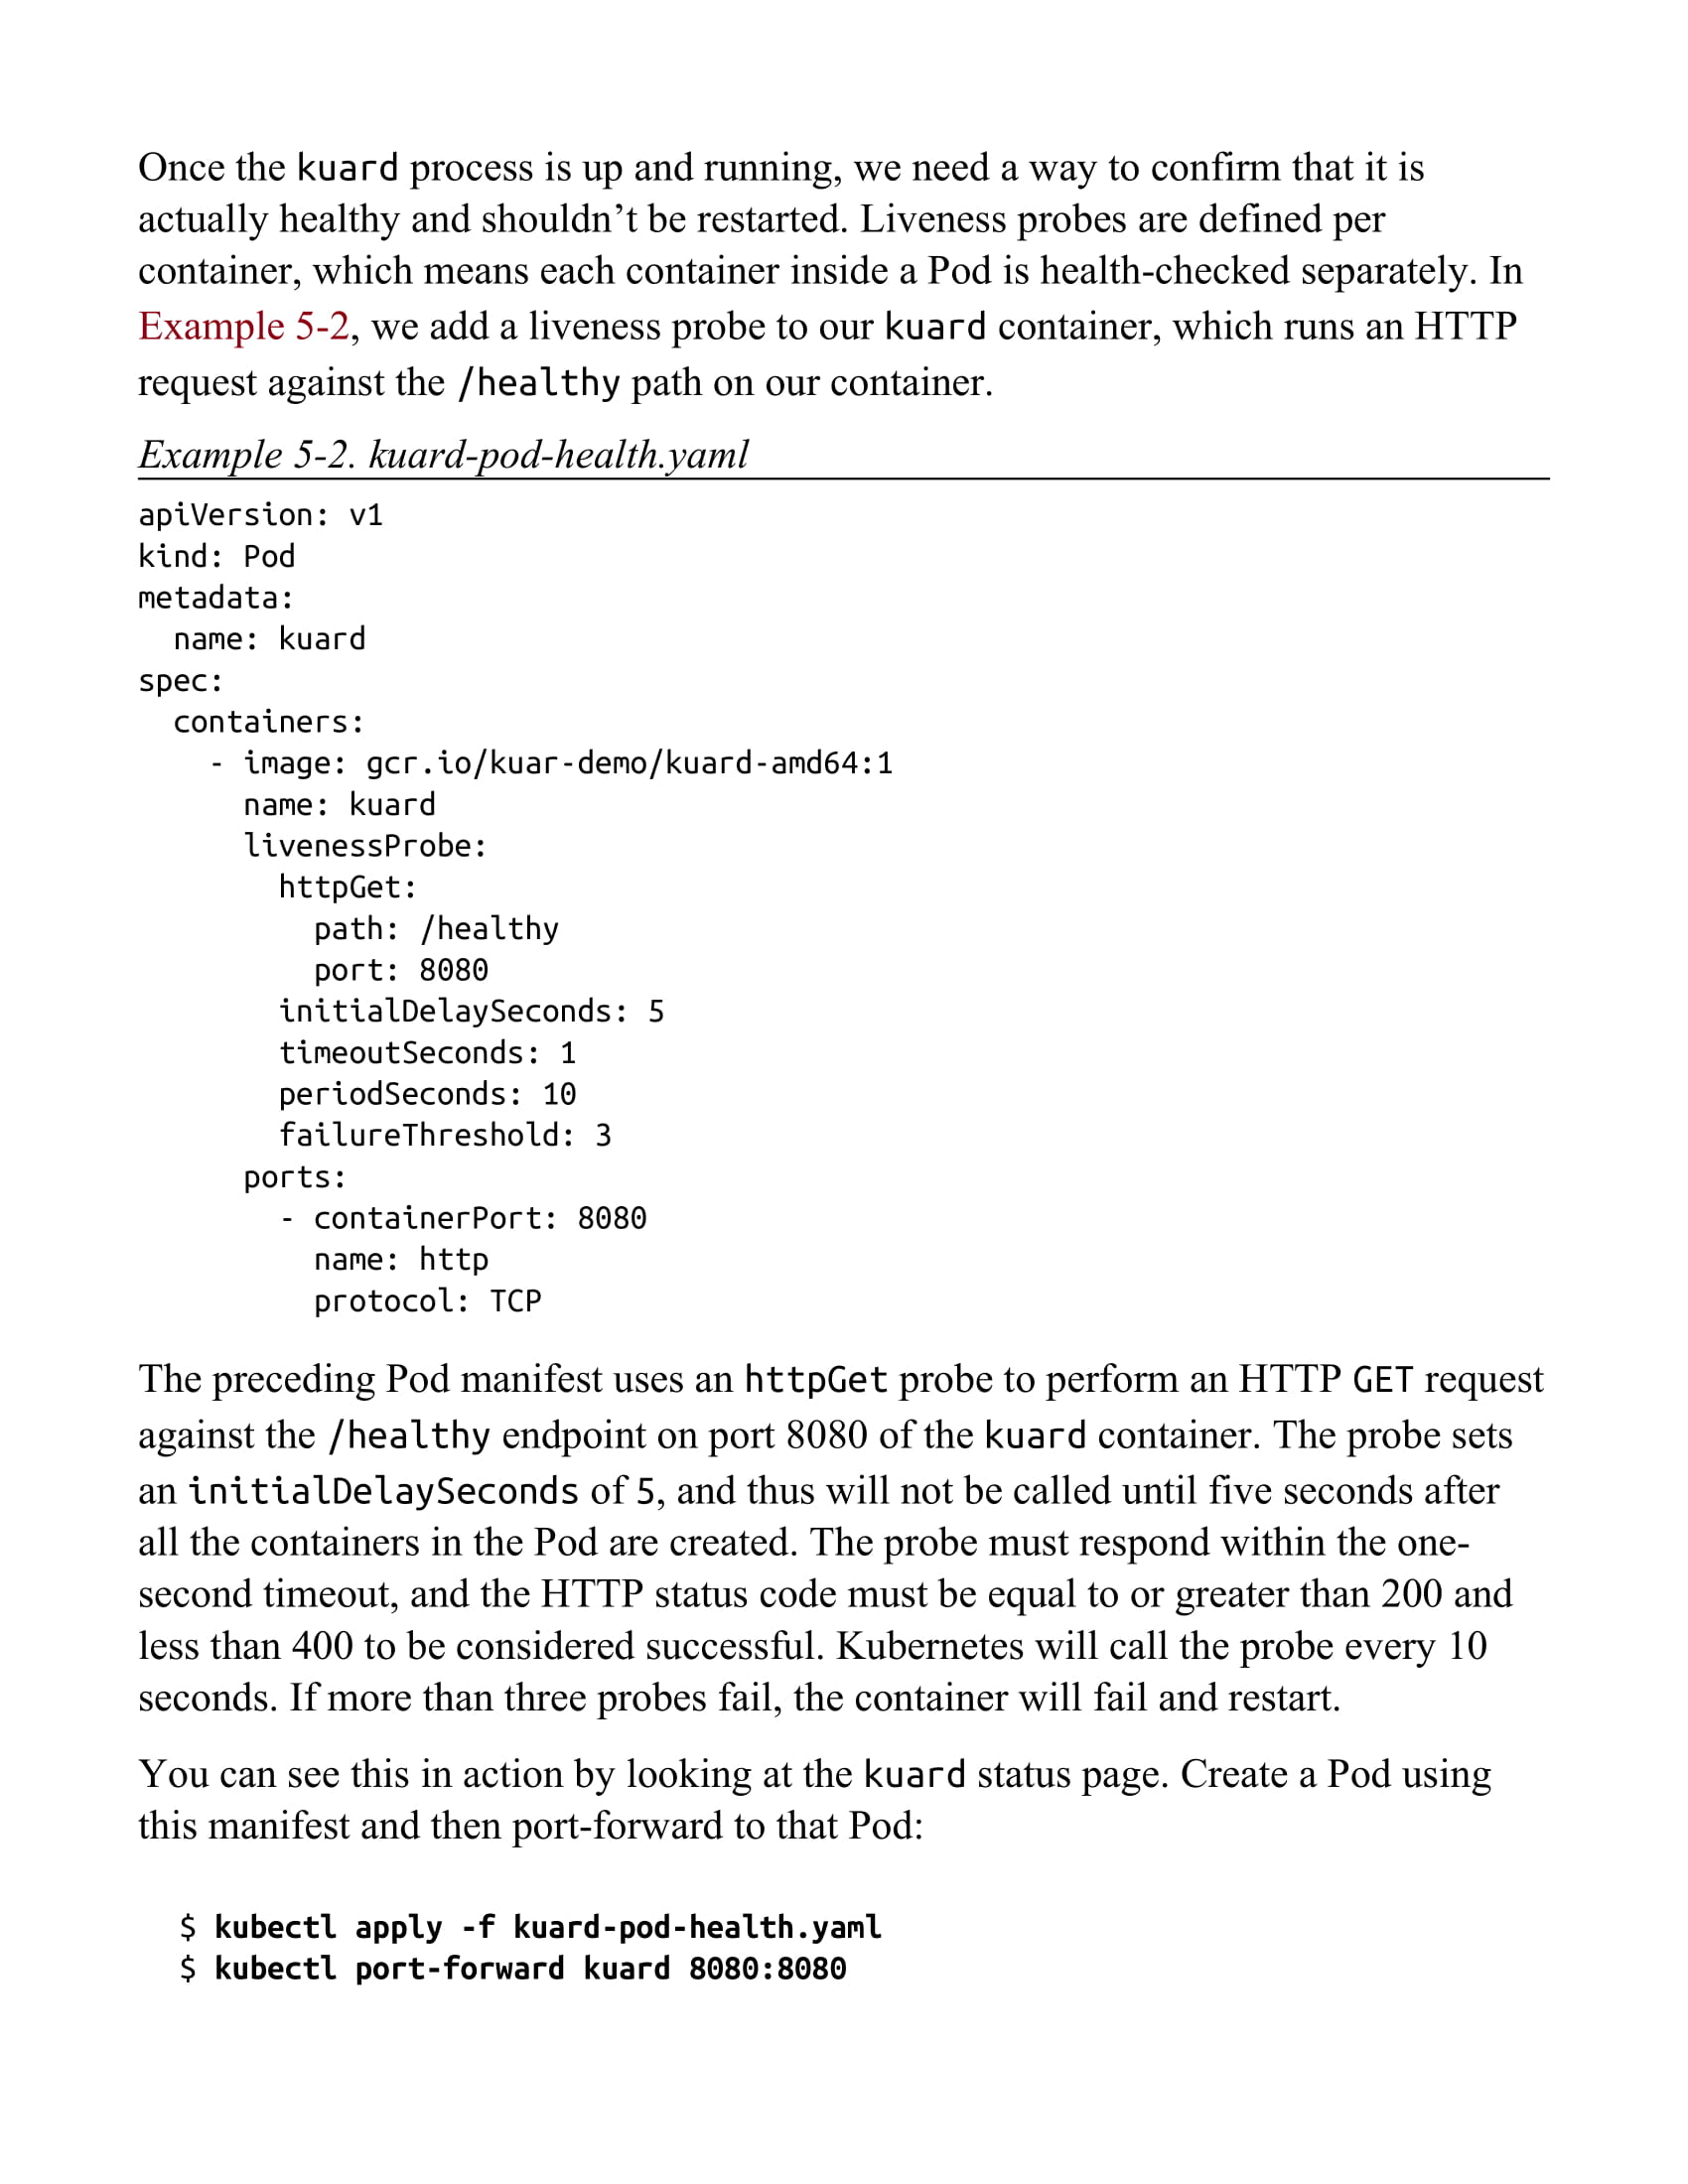 Once the kuard process is up and running, we need a way to confirm that it is
actually healthy and shouldn’t be restarted. Liveness probes are defined per
container, which means each container inside a Pod is health-checked separately. In
Example 5-2, we add a liveness probe to our kuard container, which runs an HTTP
request against the /healthy path on our container.
Example 5-2. kuard-pod-health.yaml
apiVersion: v1
kind: Pod
metadata:
  name: kuard
spec:
  containers:
    - image: gcr.io/kuar-demo/kuard-amd64:1
      name: kuard
      livenessProbe:
        httpGet:
          path: /healthy
          port: 8080
        initialDelaySeconds: 5
        timeoutSeconds: 1
        periodSeconds: 10
        failureThreshold: 3
      ports:
        - containerPort: 8080
          name: http
          protocol: TCP
The preceding Pod manifest uses an httpGet probe to perform an HTTP GET request
against the /healthy endpoint on port 8080 of the kuard container. The probe sets
an initialDelaySeconds of 5, and thus will not be called until five seconds after
all the containers in the Pod are created. The probe must respond within the one-
second timeout, and the HTTP status code must be equal to or greater than 200 and
less than 400 to be considered successful. Kubernetes will call the probe every 10
seconds. If more than three probes fail, the container will fail and restart.
You can see this in action by looking at the kuard status page. Create a Pod using
this manifest and then port-forward to that Pod:
$ kubectl apply -f kuard-pod-health.yaml
$ kubectl port-forward kuard 8080:8080